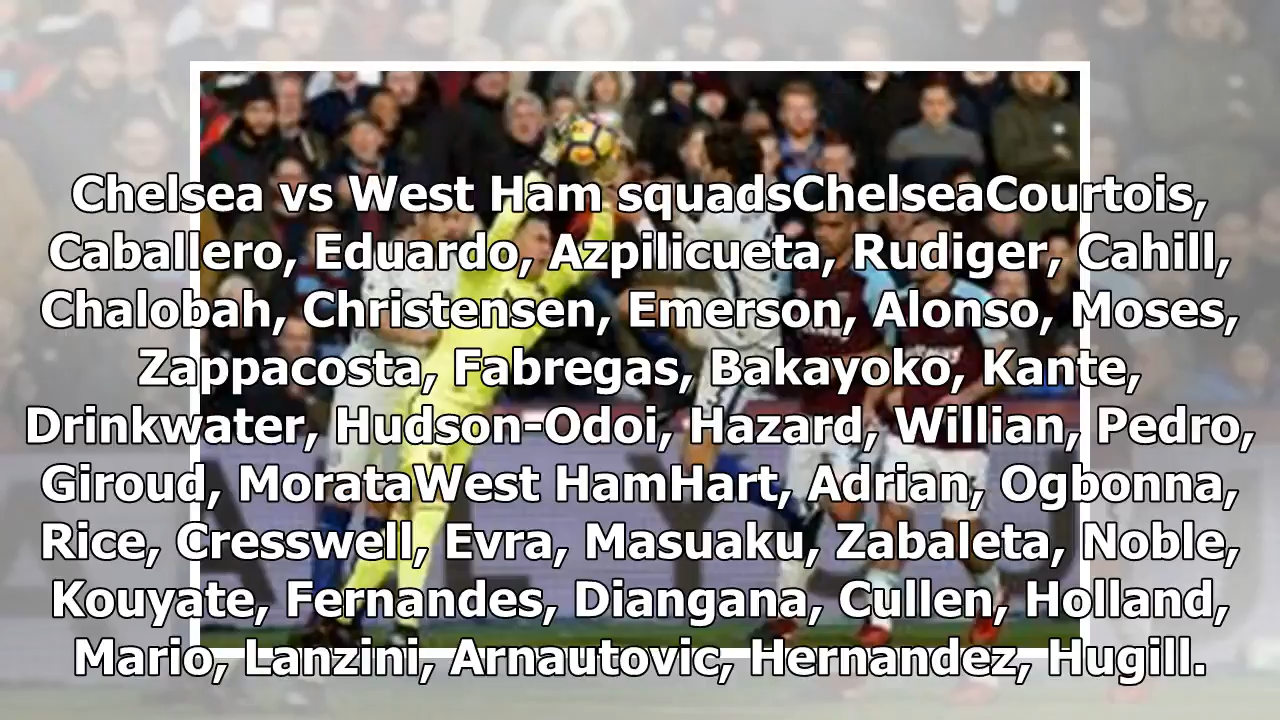 Chelsea vs West Ham squadsChelseaCourtois,
Caballero, Eduardo, Azpilicueta, Rudiger, Cahill,
Chalobah, Christensen, Emerson, Alonso, Moses,
Zappacosta, Fabregas, Bakayoko, Kante,
Drinkwater, Hudson-Odoi, Hazard, Willian, Pedro,
Giroud, MorataWest HamHart, Adrian, Ogbonna,
Rice, Cresswell, Evra, Masuaku, Zabaleta, Noble,
Kouyate, Fernandes, Diangana, Cullen, Holland,
Mario, Lanzini, Arnautovic, Hernandez, Hugill.